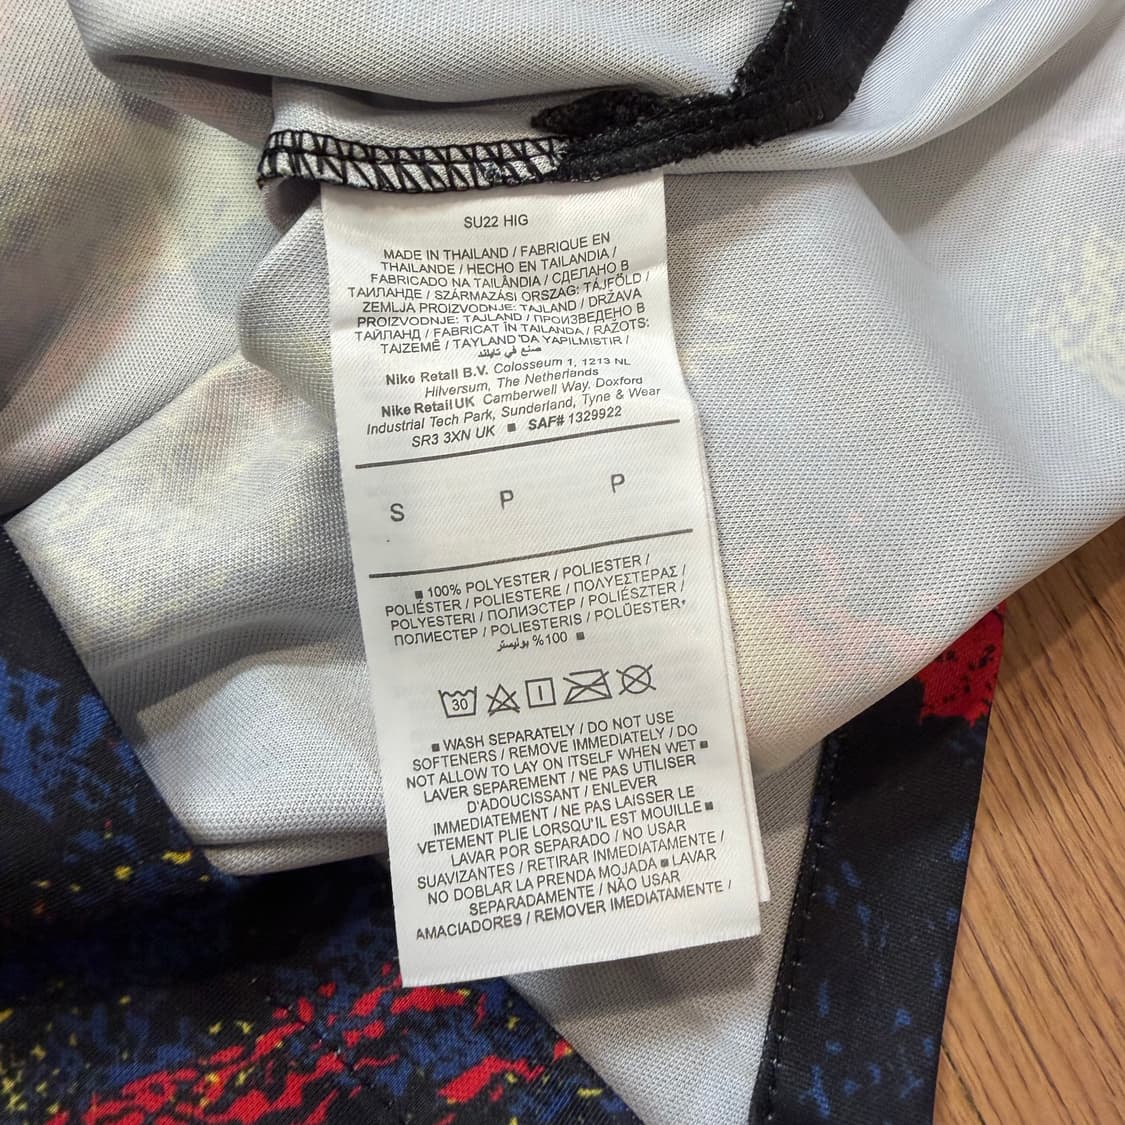 SU22 HIG
MADE IN THAILAND / FABRIQUE EN
THAILANDE / HECHO EN TAILANDIA /
FABRICADO NA TAILÂNDIA / СДЕЛАНО В
ТАИЛАНДЕ / SZÁRMAZÁSI ORSZÁG: TÁJFÖLD /
ZEMLJA PROIZVODNJE: TAJLAND / DRŽAVA
PROIZVODNJE: TAJLAND / ПРОИЗВЕДЕНО В
ТАЙЛАНД / FABRICAT ÎN TAILANDA / RAŽOTS:
TAIZEMĒ / TAYLAND'DA YAPILMISTIR /
صنع في تايلند
Nike Retail B.V. Colosseum 1, 1213 NL
Hilversum, The Netherlands
Nike Retail UK Camberwell Way, Doxford
Industrial Tech Park, Sunderland, Tyne & Wear
SR3 3XN UK ■ SAF# 1329922
S P P
■ 100% POLYESTER / POLIESTER /
POLIÉSTER / POLIESTERE / ΠΟΛΥΕΣΤΕΡΑΣ /
POLYESTERI / ПОЛИЭСТЕР / POLIÉSZTER /
ПОЛИЕСТЕР / POLIESTERIS / POLÜESTER*
%100 بوليستر ■
30
■ WASH SEPARATELY / DO NOT USE
SOFTENERS / REMOVE IMMEDIATELY / DO
NOT ALLOW TO LAY ON ITSELF WHEN WET ■
LAVER SEPAREMENT / NE PAS UTILISER
D'ADOUCISSANT / ENLEVER
IMMEDIATEMENT / NE PAS LAISSER LE
VETEMENT PLIE LORSQU'IL EST MOUILLE ■
LAVAR POR SEPARADO / NO USAR
SUAVIZANTES / RETIRAR INMEDIATAMENTE /
NO DOBLAR LA PRENDA MOJADA ■ LAVAR
SEPARADAMENTE / NÃO USAR
AMACIADORES / REMOVER IMEDIATAMENTE /